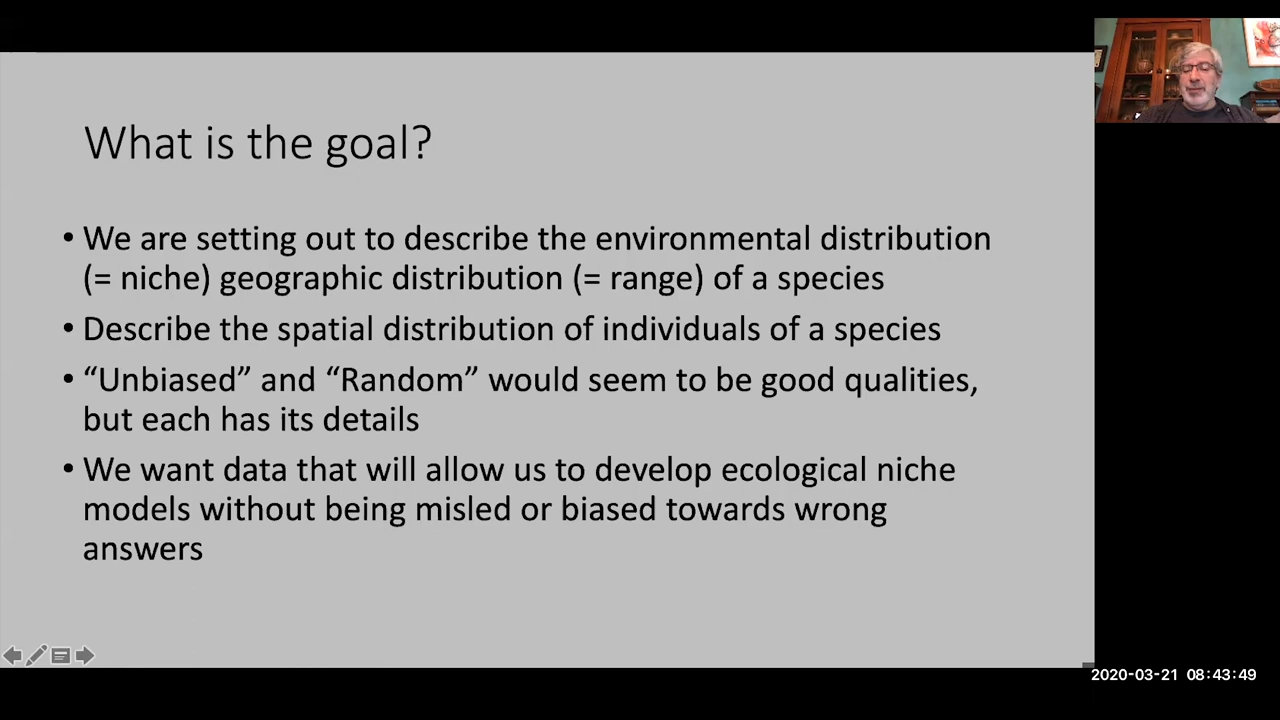 What is the goal?
• We are setting out to describe the environmental distribution
(= niche) geographic distribution (= range) of a species
• Describe the spatial distribution of individuals of a species
• “Unbiased” and “Random” would seem to be good qualities,
but each has its details
• We want data that will allow us to develop ecological niche
models without being misled or biased towards wrong
answers
2020-03-21 08:43:49